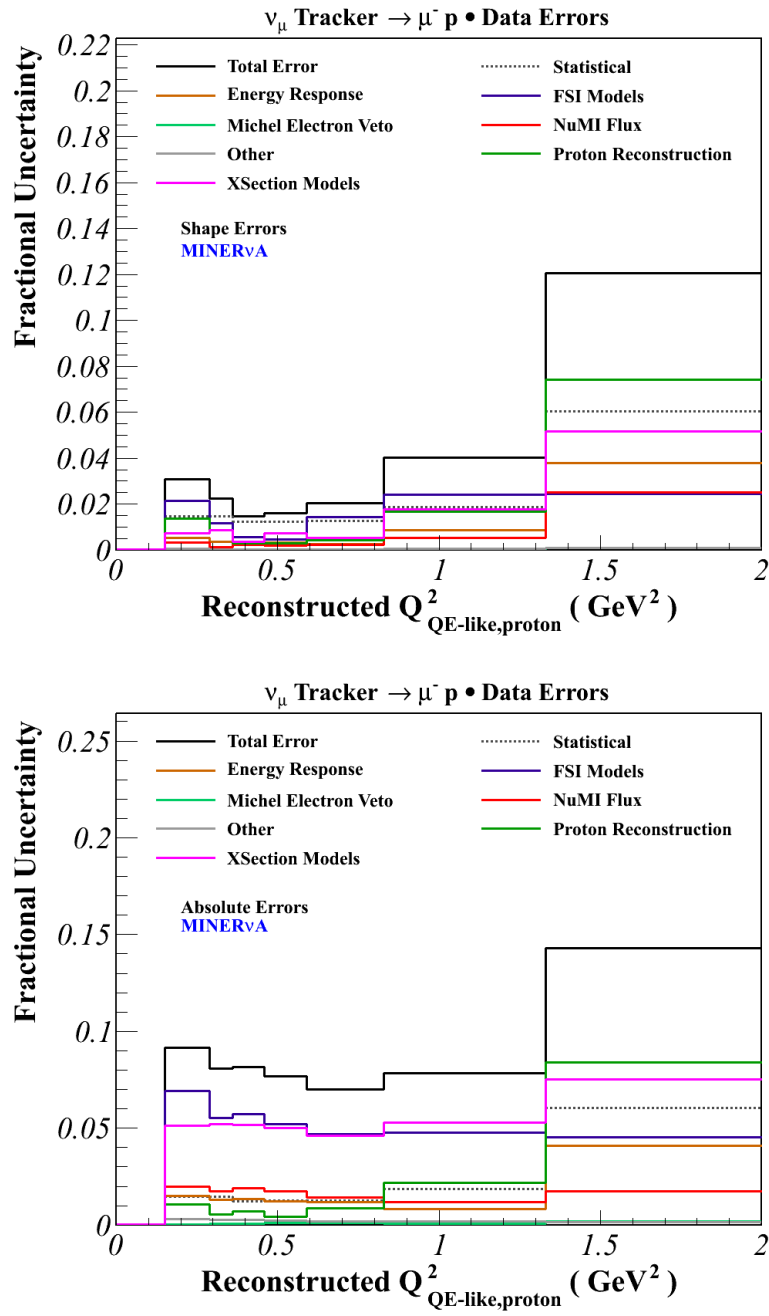 νμ Tracker → μ- p • Data Errors
0.22
0.2
0.18
0.16
0.14
0.12
0.1
0.08
0.06
0.04
0.02
0
Fractional Uncertainty
Total Error
Energy Response
Michel Electron Veto
Other
XSection Models
Statistical
FSI Models
NuMI Flux
Proton Reconstruction
Shape Errors
MINERνA
0 0.5 1 1.5 2
Reconstructed Q²QE-like,proton ( GeV² )
νμ Tracker → μ- p • Data Errors
0.25
0.2
0.15
0.1
0.05
0
Fractional Uncertainty
Total Error
Energy Response
Michel Electron Veto
Other
XSection Models
Statistical
FSI Models
NuMI Flux
Proton Reconstruction
Absolute Errors
MINERνA
0 0.5 1 1.5 2
Reconstructed Q²QE-like,proton ( GeV² )